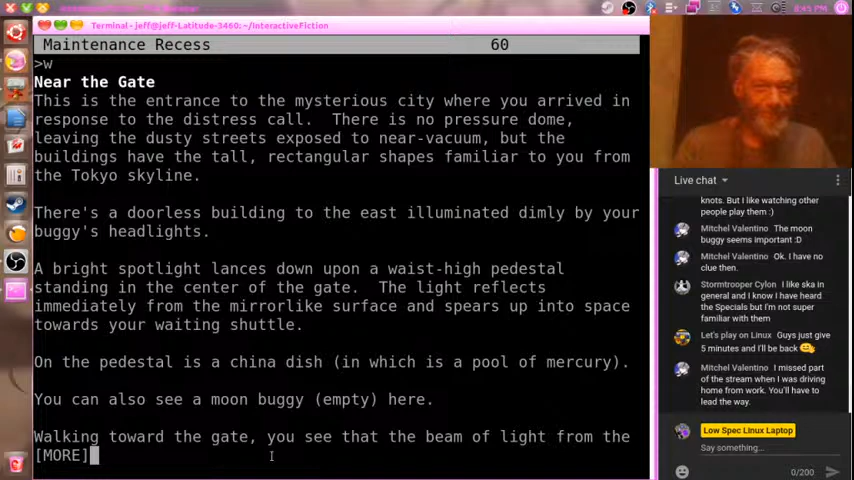 8:45 PM
Terminal - jeff@jeff-Latitude-3460: ~/InteractiveFiction
Maintenance Recess 60
>w
Near the Gate
This is the entrance to the mysterious city where you arrived in
response to the distress call.  There is no pressure dome,
leaving the dusty streets exposed to near-vacuum, but the
buildings have the tall, rectangular shapes familiar to you from
the Tokyo skyline.
There's a doorless building to the east illuminated dimly by your
buggy's headlights.
A bright spotlight lances down upon a waist-high pedestal
standing in the center of the gate.  The light reflects
immediately from the mirrorlike surface and spears up into space
towards your waiting shuttle.
On the pedestal is a china dish (in which is a pool of mercury).
You can also see a moon buggy (empty) here.
Walking toward the gate, you see that the beam of light from the
[MORE]
Live chat
knots. But I like watching other
people play them :)
Mitchel Valentino The moon
buggy seems important :D
Mitchel Valentino Ok. I have no
clue then.
Stormtrooper Cylon I like ska in
general and I know I have heard
the Specials but I'm not super
familiar with them
Let's play on Linux Guys just give
5 minutes and I'll be back
Mitchel Valentino I missed part
of the stream when I was driving
home from work. You'll have to
lead the way.
Low Spec Linux Laptop
Say something...
0/200